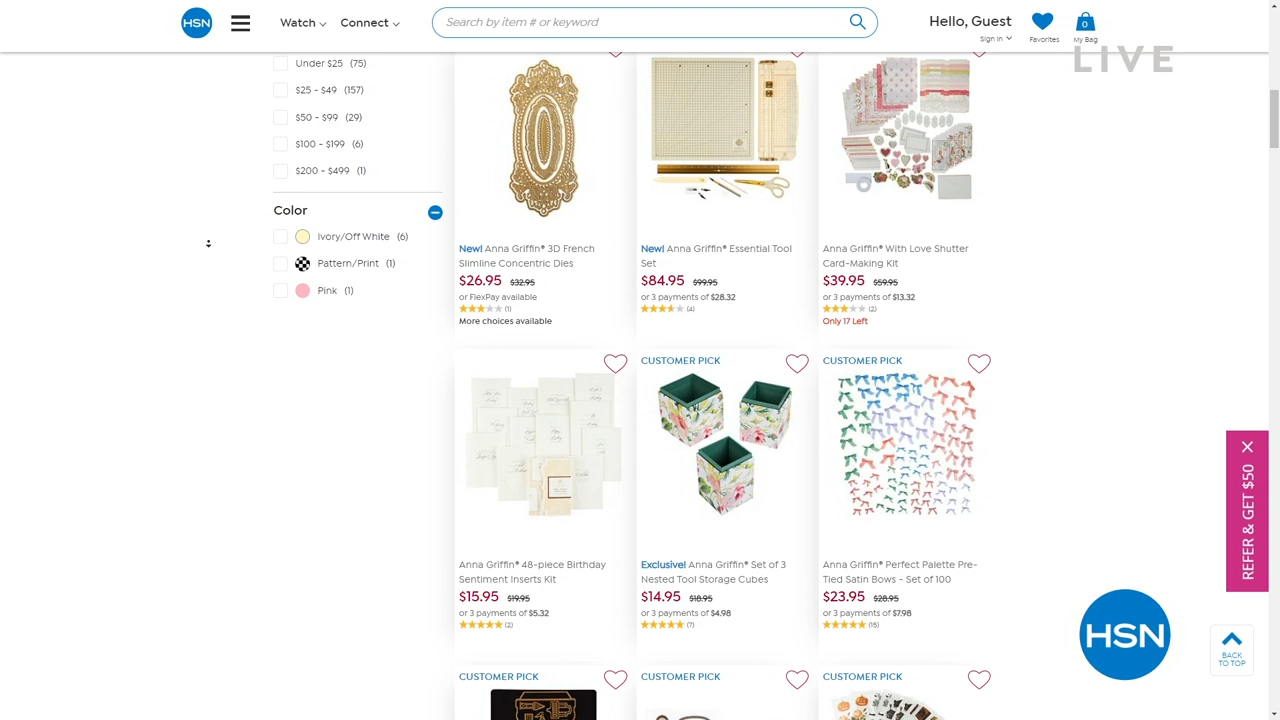 HSN
Watch
Connect
Search by item # or keyword
Hello, Guest
Sign In
Favorites
0
My Bag
LIVE
Under $25 (75)
$25 - $49 (157)
$50 - $99 (29)
$100 - $199 (6)
$200 - $499 (1)
Color
Ivory/Off White (6)
Pattern/Print (1)
Pink (1)
New! Anna Griffin® 3D French
Slimline Concentric Dies
$26.95 $32.95
or FlexPay available
(1)
More choices available
New! Anna Griffin® Essential Tool
Set
$84.95 $99.95
or 3 payments of $28.32
(4)
Anna Griffin® With Love Shutter
Card-Making Kit
$39.95 $59.95
or 3 payments of $13.32
(2)
Only 17 Left
Anna Griffin® 48-piece Birthday
Sentiment Inserts Kit
$15.95 $19.95
or 3 payments of $5.32
(2)
CUSTOMER PICK
Exclusive! Anna Griffin® Set of 3
Nested Tool Storage Cubes
$14.95 $18.95
or 3 payments of $4.98
(7)
CUSTOMER PICK
Anna Griffin® Perfect Palette Pre-
Tied Satin Bows - Set of 100
$23.95 $28.95
or 3 payments of $7.98
(15)
CUSTOMER PICK
CUSTOMER PICK
CUSTOMER PICK
REFER & GET $50
HSN
BACK
TO TOP